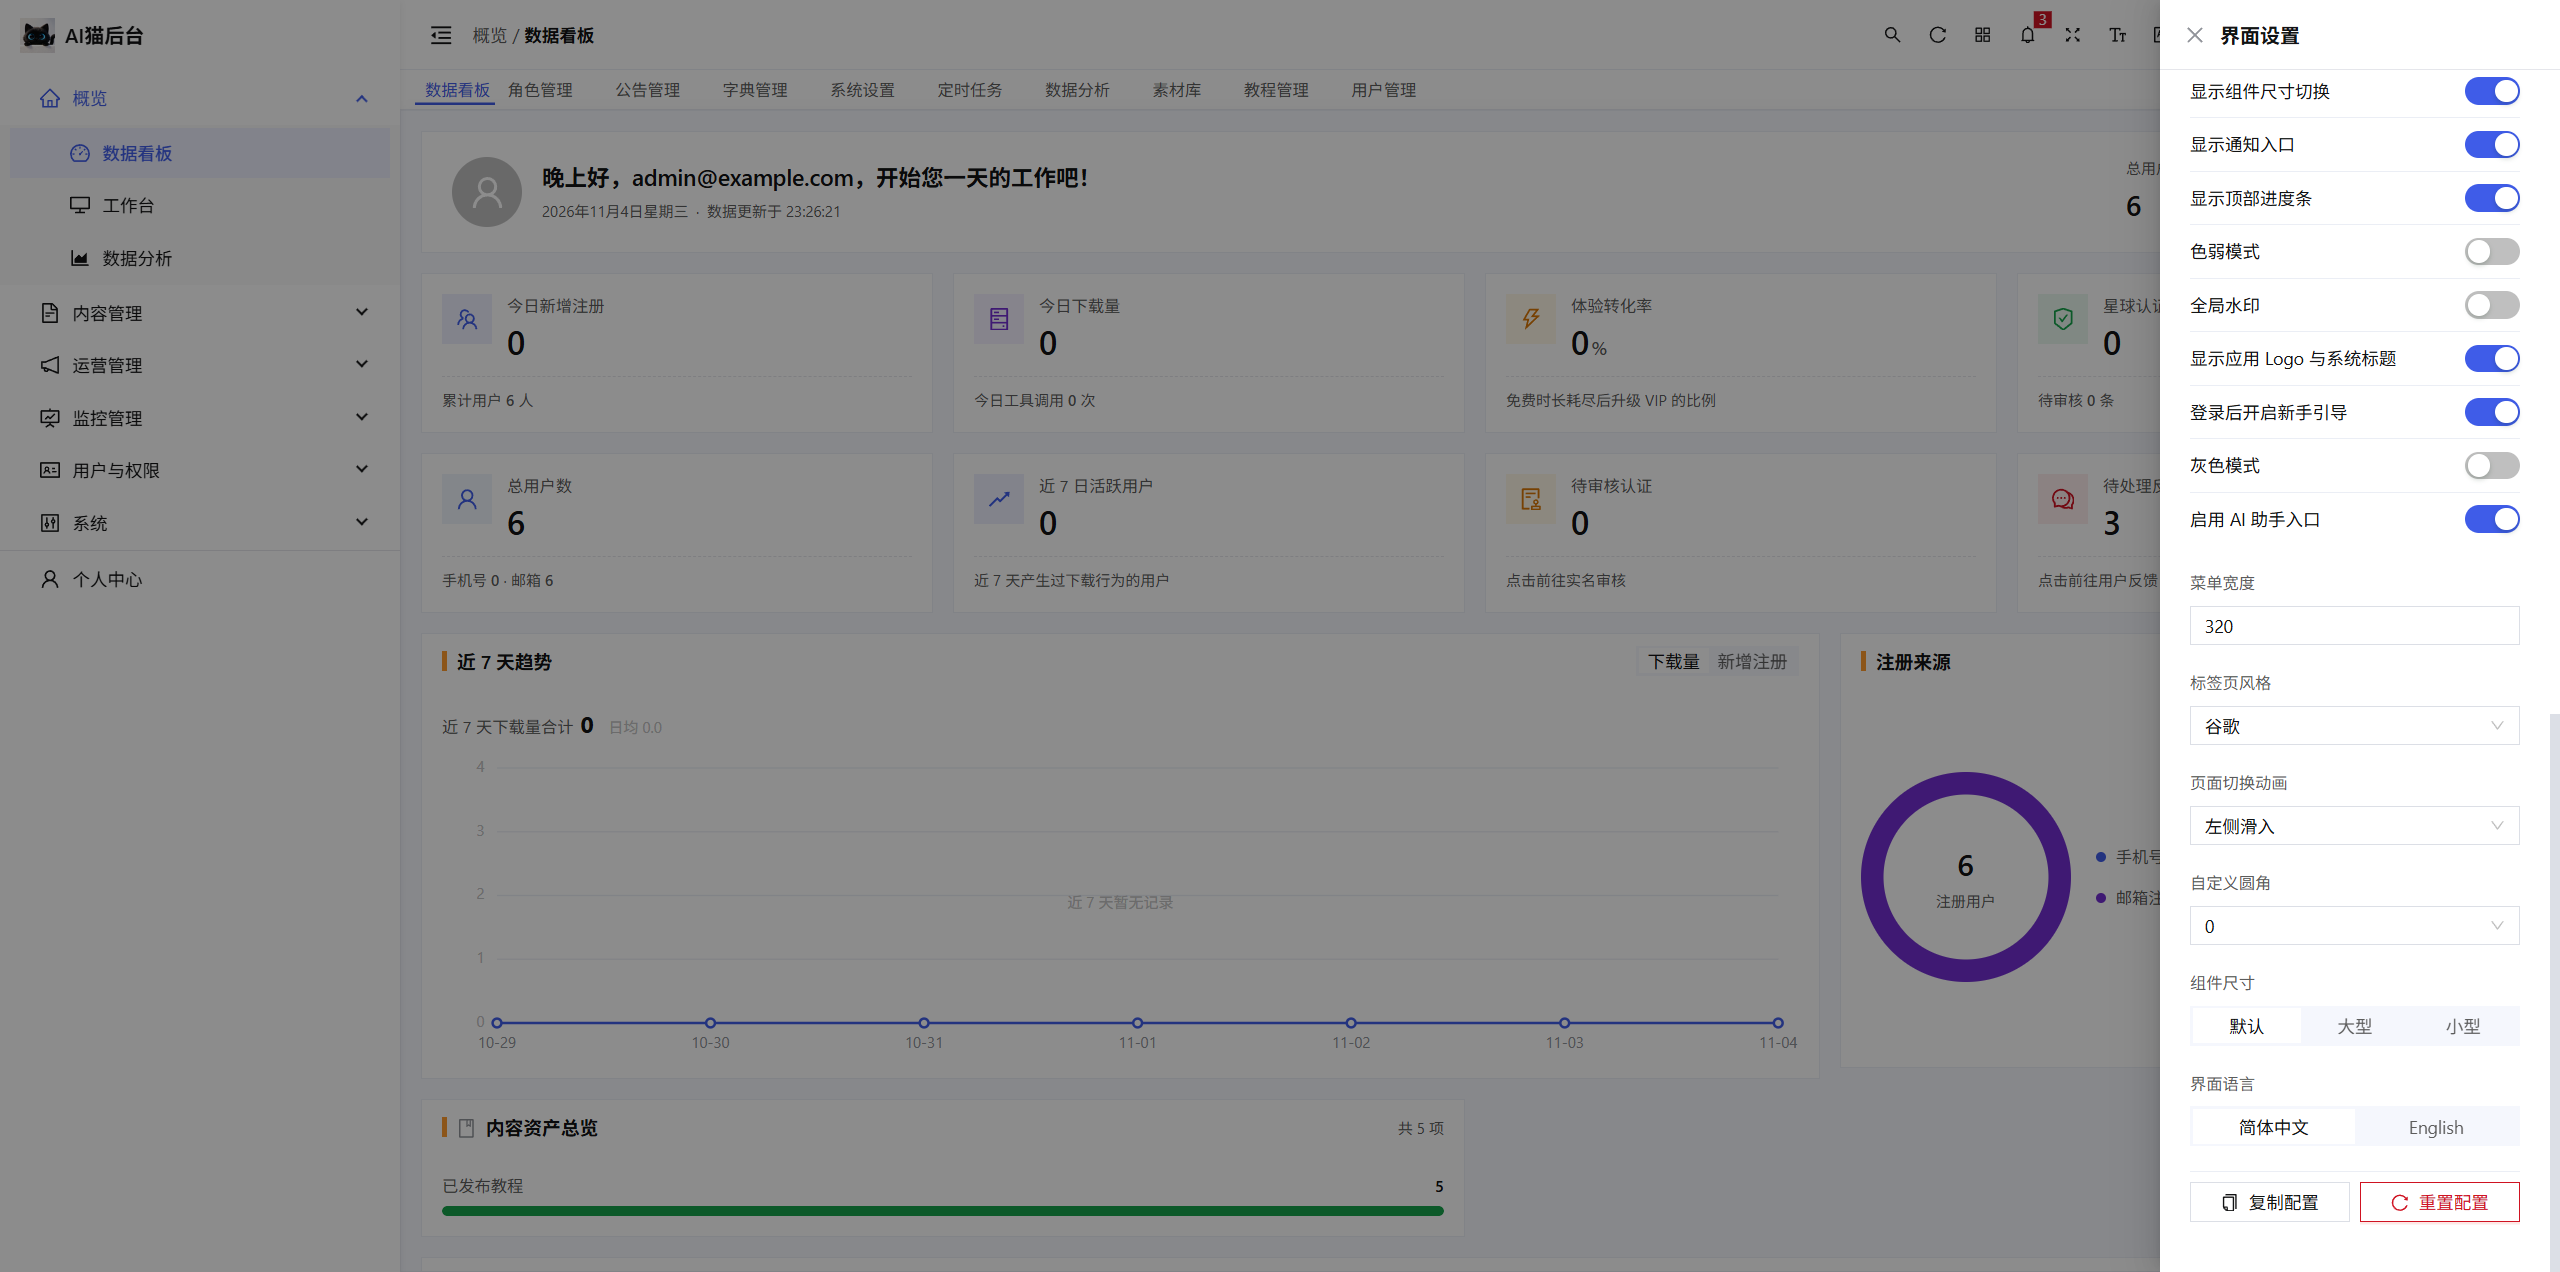 AI猫后台
概览
数据看板
工作台
数据分析
内容管理
运营管理
监控管理
用户与权限
系统
个人中心
概览 / 数据看板
3
数据看板 角色管理 公告管理 字典管理 系统设置 定时任务 数据分析 素材库 教程管理 用户管理
晚上好，admin@example.com，开始您一天的工作吧！
2026年11月4日星期三 · 数据更新于 23:26:21
总用
6
今日新增注册
0
累计用户 6 人
今日下载量
0
今日工具调用 0 次
体验转化率
0%
免费时长耗尽后升级 VIP 的比例
星球认
0
待审核 0 条
总用户数
6
手机号 0 · 邮箱 6
近 7 日活跃用户
0
近 7 天产生过下载行为的用户
待审核认证
0
点击前往实名审核
待处理
3
点击前往用户反馈
近 7 天趋势
下载量 新增注册
近 7 天下载量合计 0 日均 0.0
4
3
2
1
0
近 7 天暂无记录
10-29 10-30 10-31 11-01 11-02 11-03 11-04
注册来源
6
注册用户
手机号
邮箱
内容资产总览
共 5 项
已发布教程 5
界面设置
显示组件尺寸切换
显示通知入口
显示顶部进度条
色弱模式
全局水印
显示应用 Logo 与系统标题
登录后开启新手引导
灰色模式
启用 AI 助手入口
菜单宽度
320
标签页风格
谷歌
页面切换动画
左侧滑入
自定义圆角
0
组件尺寸
默认 大型 小型
界面语言
简体中文 English
复制配置 重置配置